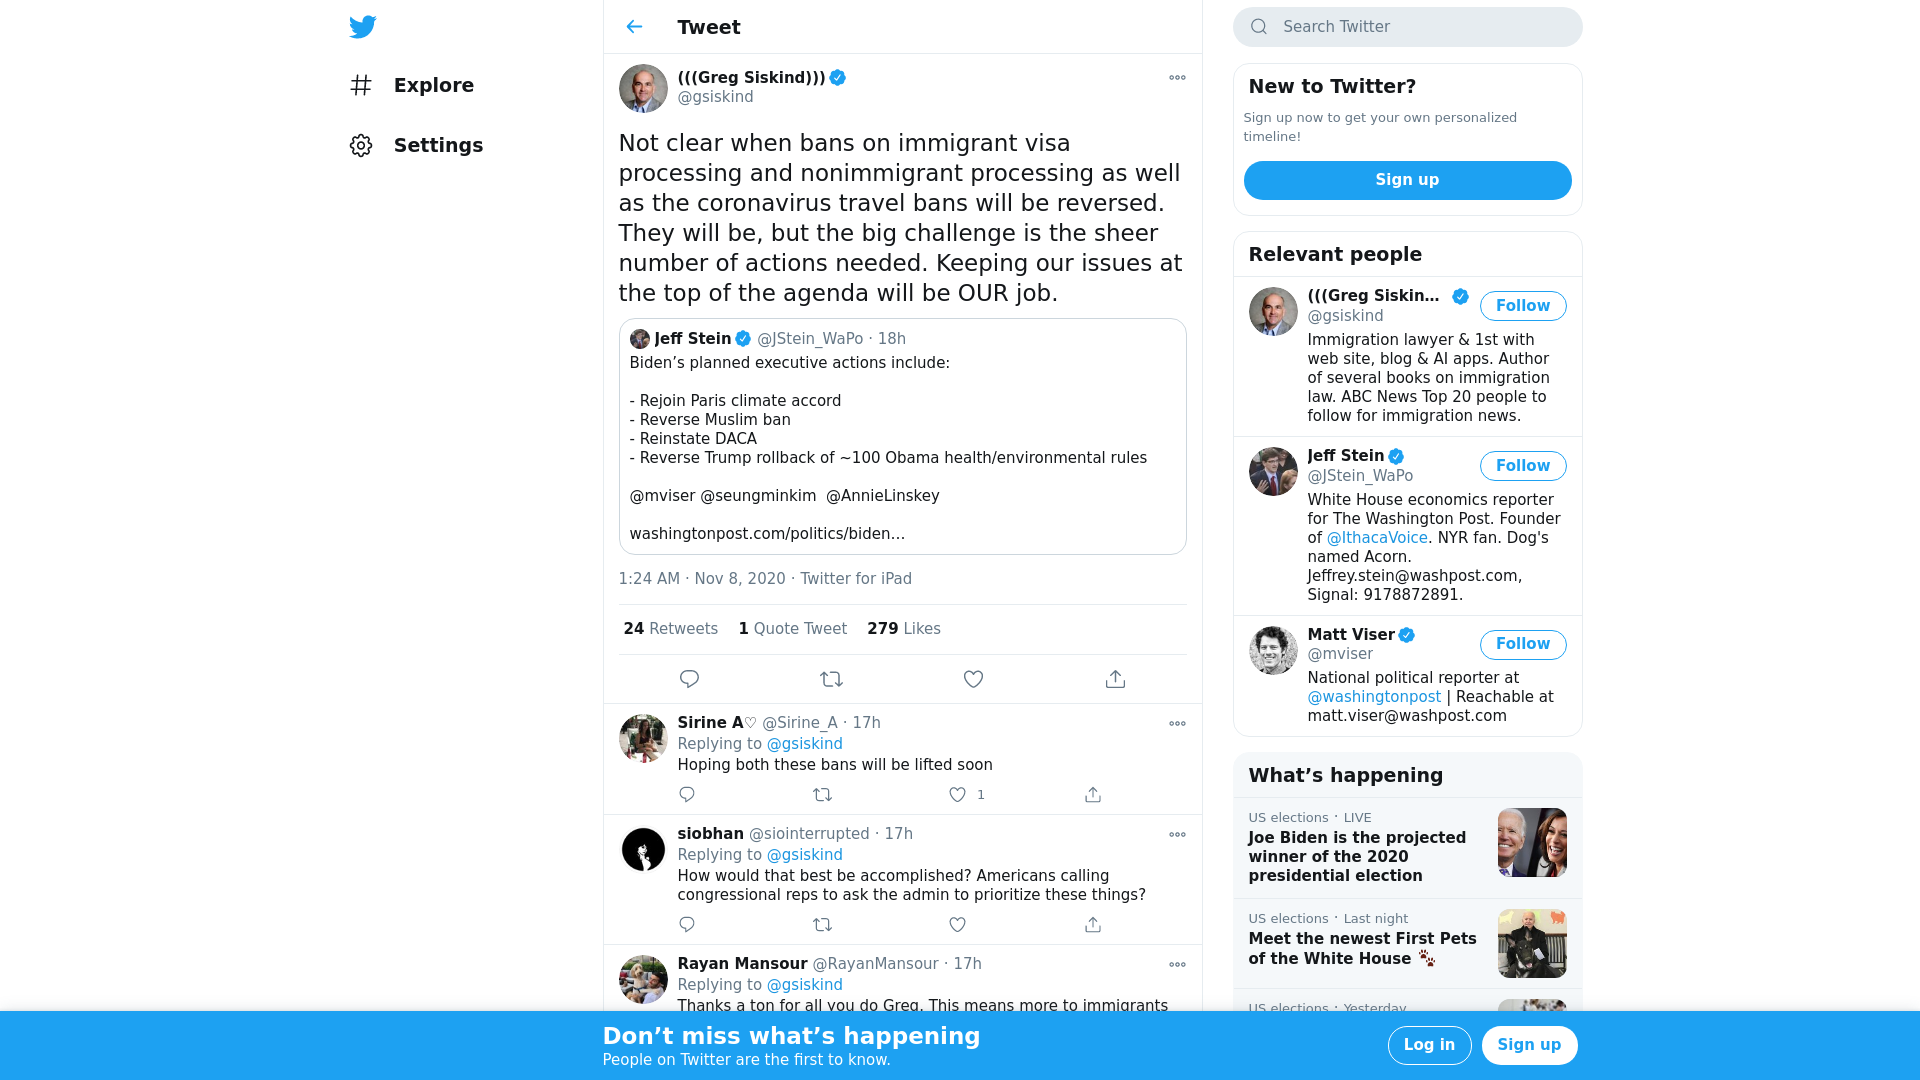 Explore
Settings
Tweet
(((Greg Siskind)))
@gsiskind
Not clear when bans on immigrant visa
processing and nonimmigrant processing as well
as the coronavirus travel bans will be reversed.
They will be, but the big challenge is the sheer
number of actions needed. Keeping our issues at
the top of the agenda will be OUR job.
Jeff Stein @JStein_WaPo · 18h
Biden’s planned executive actions include:
- Rejoin Paris climate accord
- Reverse Muslim ban
- Reinstate DACA
- Reverse Trump rollback of ~100 Obama health/environmental rules
@mviser @seungminkim @AnnieLinskey
washingtonpost.com/politics/biden…
1:24 AM · Nov 8, 2020 · Twitter for iPad
24 Retweets 1 Quote Tweet 279 Likes
Sirine A♡ @Sirine_A · 17h
Replying to @gsiskind
Hoping both these bans will be lifted soon
1
siobhan @siointerrupted · 17h
Replying to @gsiskind
How would that best be accomplished? Americans calling
congressional reps to ask the admin to prioritize these things?
Rayan Mansour @RayanMansour · 17h
Replying to @gsiskind
Thanks a ton for all you do Greg. This means more to immigrants
Search Twitter
New to Twitter?
Sign up now to get your own personalized
timeline!
Sign up
Relevant people
(((Greg Siskin…
@gsiskind
Follow
Immigration lawyer & 1st with
web site, blog & AI apps. Author
of several books on immigration
law. ABC News Top 20 people to
follow for immigration news.
Jeff Stein
@JStein_WaPo
Follow
White House economics reporter
for The Washington Post. Founder
of @IthacaVoice. NYR fan. Dog's
named Acorn.
Jeffrey.stein@washpost.com,
Signal: 9178872891.
Matt Viser
@mviser
Follow
National political reporter at
@washingtonpost | Reachable at
matt.viser@washpost.com
What’s happening
US elections · LIVE
Joe Biden is the projected
winner of the 2020
presidential election
US elections · Last night
Meet the newest First Pets
of the White House 🐾
US elections · Yesterday
Don’t miss what’s happening
People on Twitter are the first to know.
Log in
Sign up